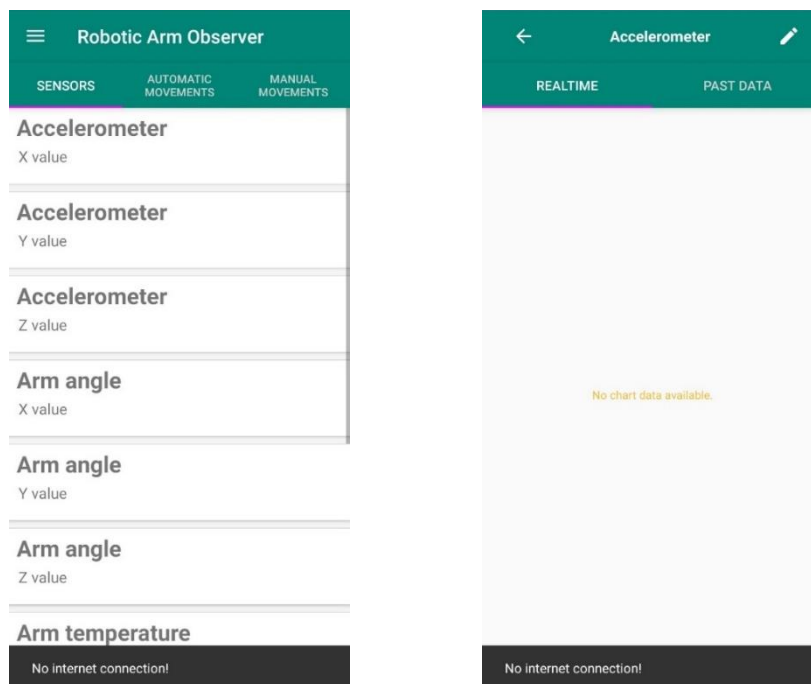 Robotic Arm Observer
SENSORS
AUTOMATIC
MOVEMENTS
MANUAL
MOVEMENTS
Accelerometer
X value
Accelerometer
Y value
Accelerometer
Z value
Arm angle
X value
Arm angle
Y value
Arm angle
Z value
Arm temperature
No internet connection!
Accelerometer
REALTIME
PAST DATA
No chart data available.
No internet connection!